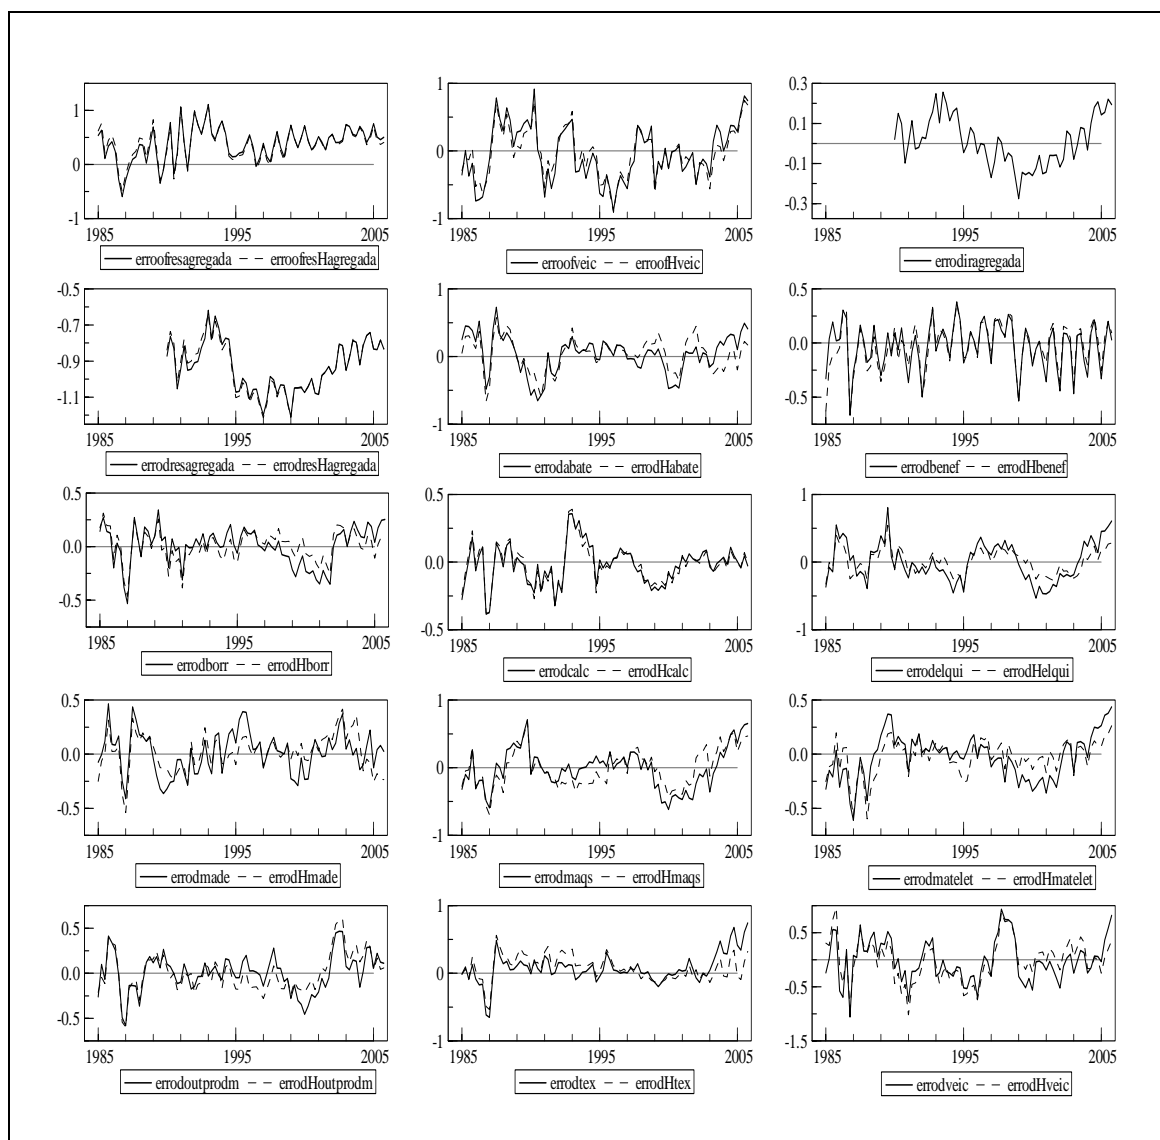 1
0
-1
1985 1995 2005
erroofresagregada erroofresHagregada
1
0
-1
1985 1995 2005
erroofveic erroofHveic
0.3
0.1
-0.1
-0.3
1985 1995 2005
errodiragregada
-0.5
-0.7
-0.9
-1.1
1985 1995 2005
errodresagregada errodresHagregada
1
0
-1
1985 1995 2005
errodabate errodHabate
0.5
0.0
-0.5
1985 1995 2005
errodbenef errodHbenef
0.5
0.0
-0.5
1985 1995 2005
errodborr errodHborr
0.5
0.0
-0.5
1985 1995 2005
errodcalc errodHcalc
1
0
-1
1985 1995 2005
errodelqui errodHelqui
0.5
0.0
-0.5
1985 1995 2005
errodmade errodHmade
1
0
-1
1985 1995 2005
errodmaqs errodHmaqs
0.5
0.0
-0.5
1985 1995 2005
errodmatelet errodHmatelet
0.5
0.0
-0.5
1985 1995 2005
errodoutprodm errodHoutprodm
1
0
-1
1985 1995 2005
errodtex errodHtex
0.5
-0.5
-1.5
1985 1995 2005
errodveic errodHveic